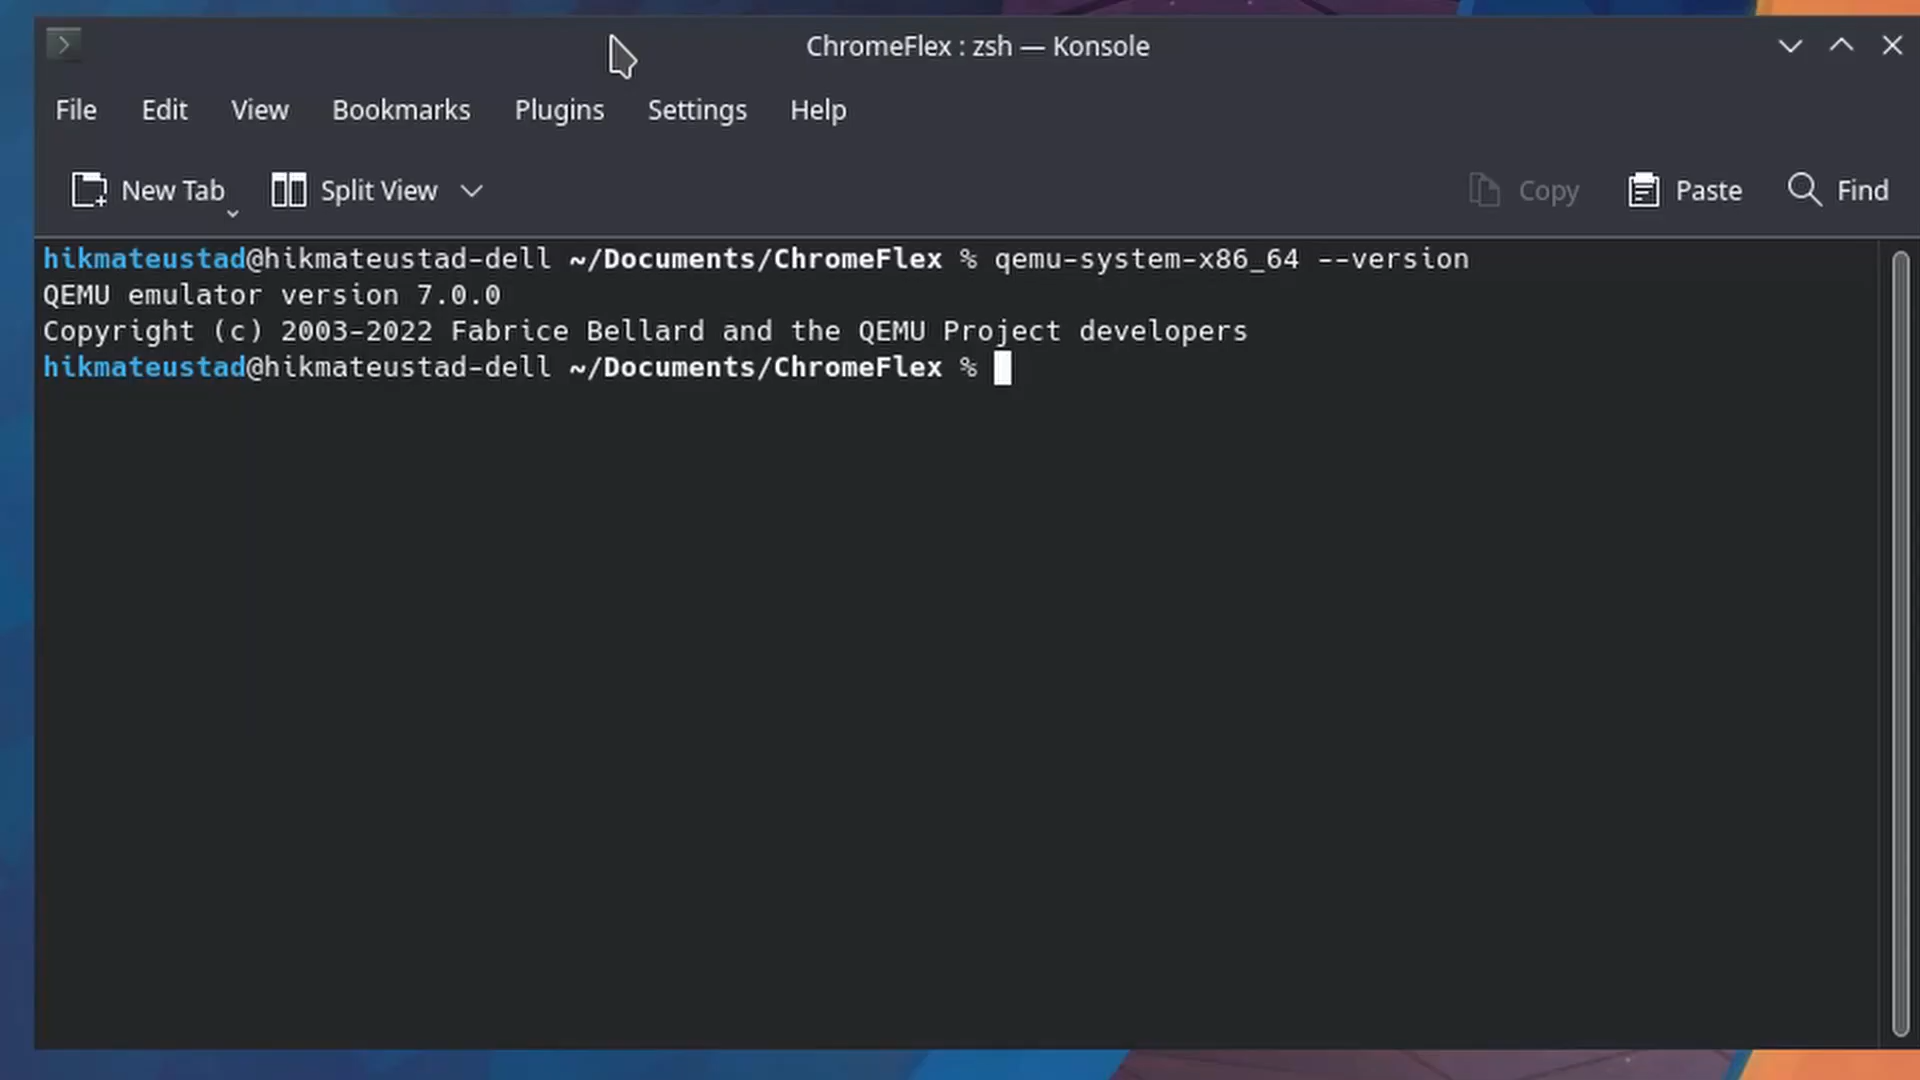 ChromeFlex : zsh — Konsole
File Edit View Bookmarks Plugins Settings Help
New Tab Split View Copy Paste Find
hikmateustad@hikmateustad-dell ~/Documents/ChromeFlex % qemu-system-x86_64 --version
QEMU emulator version 7.0.0
Copyright (c) 2003-2022 Fabrice Bellard and the QEMU Project developers
hikmateustad@hikmateustad-dell ~/Documents/ChromeFlex %